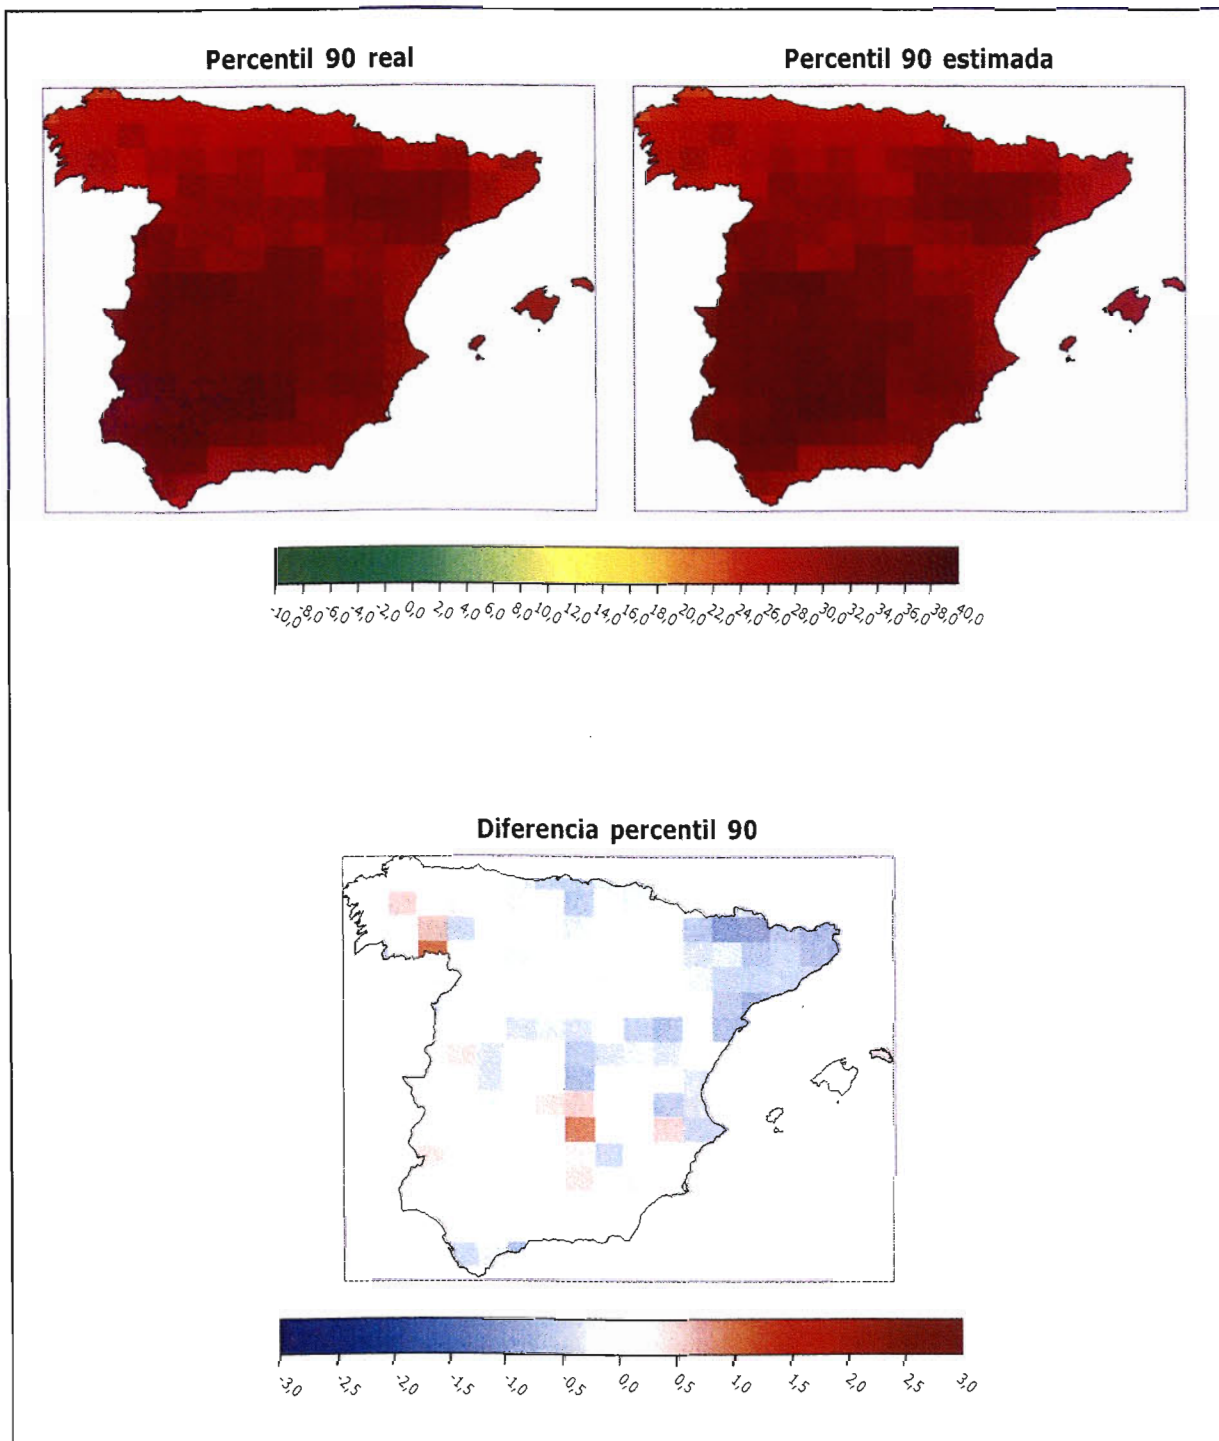 Percentil 90 real
Percentil 90 estimada
-10,0 -8,0 -6,0 -4,0 -2,0 0,0 2,0 4,0 6,0 8,0 10,0 12,0 14,0 16,0 18,0 20,0 22,0 24,0 26,0 28,0 30,0 32,0 34,0 36,0 38,0 40,0
Diferencia percentil 90
-3,0 -2,5 -2,0 -1,5 -1,0 -0,5 0,0 0,5 1,0 1,5 2,0 2,5 3,0